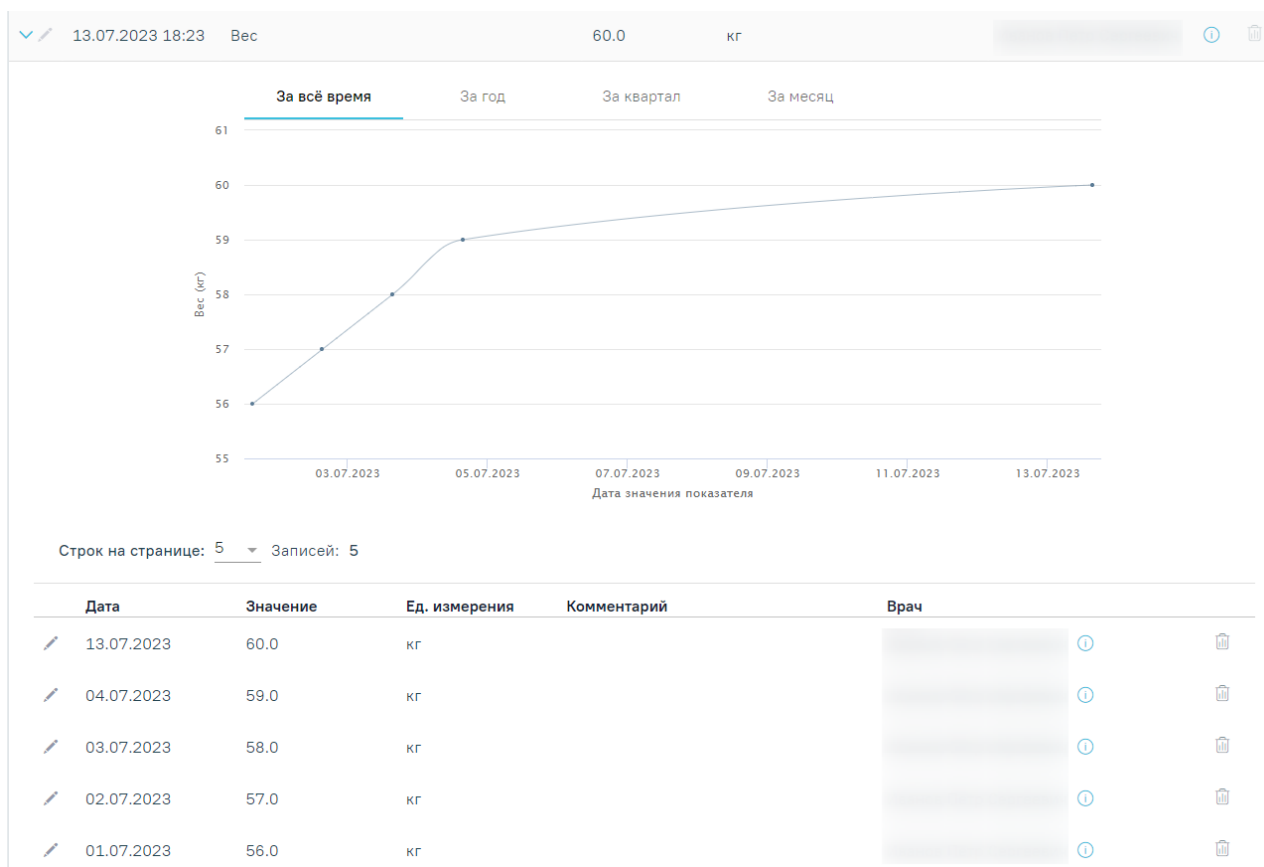 13.07.2023 18:23 Вес 60.0 кг
За всё время За год За квартал За месяц
61
60
59
58
57
56
55
Вес (кг)
03.07.2023 05.07.2023 07.07.2023 09.07.2023 11.07.2023 13.07.2023
Дата значения показателя
Строк на странице: 5 Записей: 5
Дата Значение Ед. измерения Комментарий Врач
13.07.2023 60.0 кг
04.07.2023 59.0 кг
03.07.2023 58.0 кг
02.07.2023 57.0 кг
01.07.2023 56.0 кг